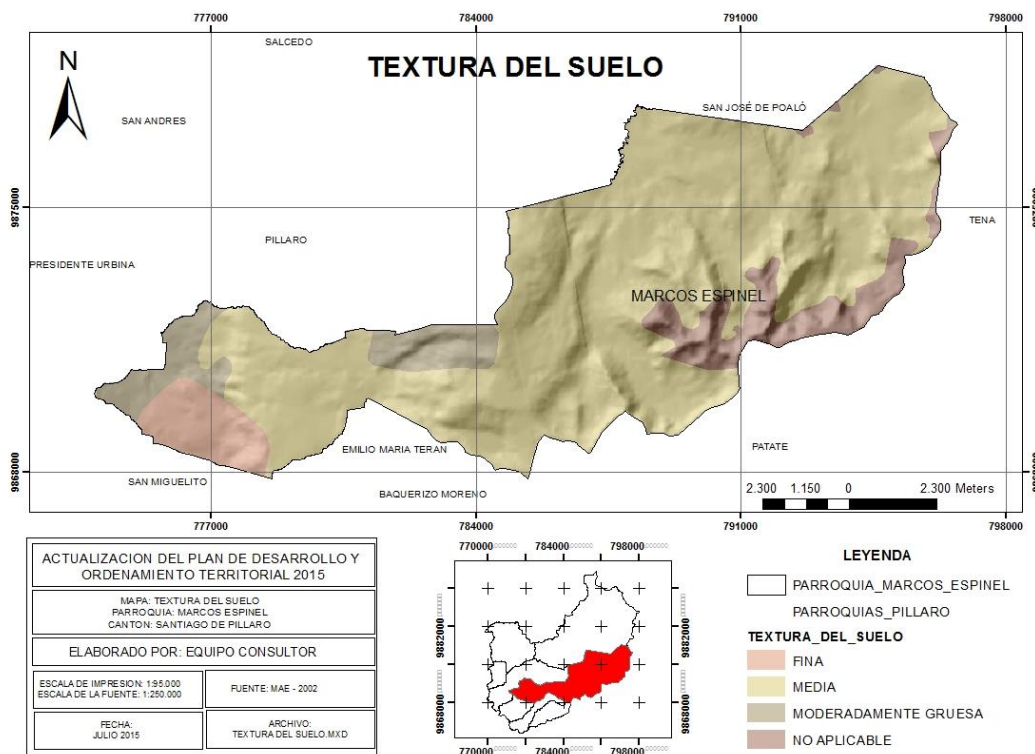 777000 784000 791000 798000
SALCEDO
N
TEXTURA DEL SUELO
SAN JOSÉ DE POALÓ
SAN ANDRES
9875000 9875000
TENA
PILLARO
PRESIDENTE URBINA
MARCOS ESPINEL
EMILIO MARIA TERAN
PATATE
9868000 9868000
SAN MIGUELITO
BAQUERIZO MORENO
2.300 1.150 0 2.300 Meters
777000 784000 791000 798000
ACTUALIZACION DEL PLAN DE DESARROLLO Y
ORDENAMIENTO TERRITORIAL 2015
MAPA: TEXTURA DEL SUELO
PARROQUIA: MARCOS ESPINEL
CANTON: SANTIAGO DE PILLARO
ELABORADO POR: EQUIPO CONSULTOR
ESCALA DE IMPRESION: 1:95.000
ESCALA DE LA FUENTE: 1:250.000
FUENTE: MAE - 2002
FECHA:
JULIO 2015
ARCHIVO:
TEXTURA DEL SUELO.MXD
770000 784000 798000
9882000 9882000
9868000 9868000
770000 784000 798000
LEYENDA
PARROQUIA_MARCOS_ESPINEL
PARROQUIAS_PILLARO
TEXTURA_DEL_SUELO
FINA
MEDIA
MODERADAMENTE GRUESA
NO APLICABLE